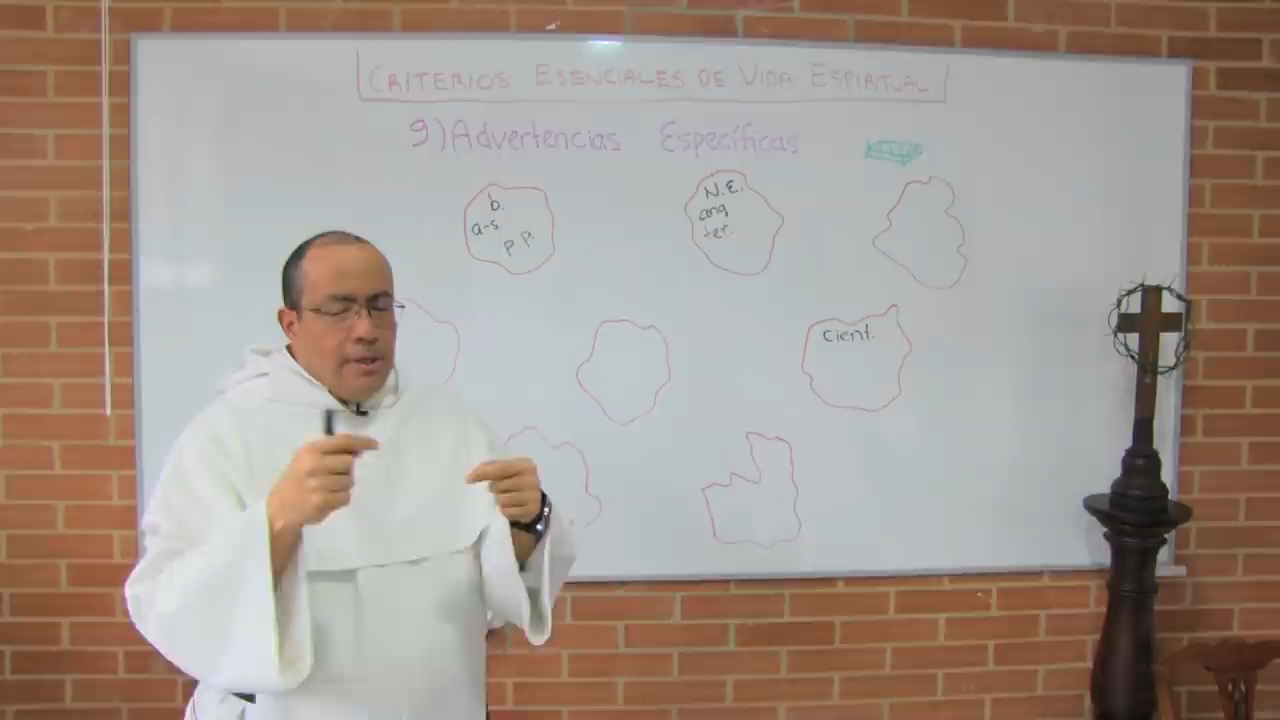 CRITERIOS ESENCIALES DE VIDA ESPIRITUAL
9) Advertencias Específicas
b.
a-s
p p.
N.E.
ang
ter.
cient.